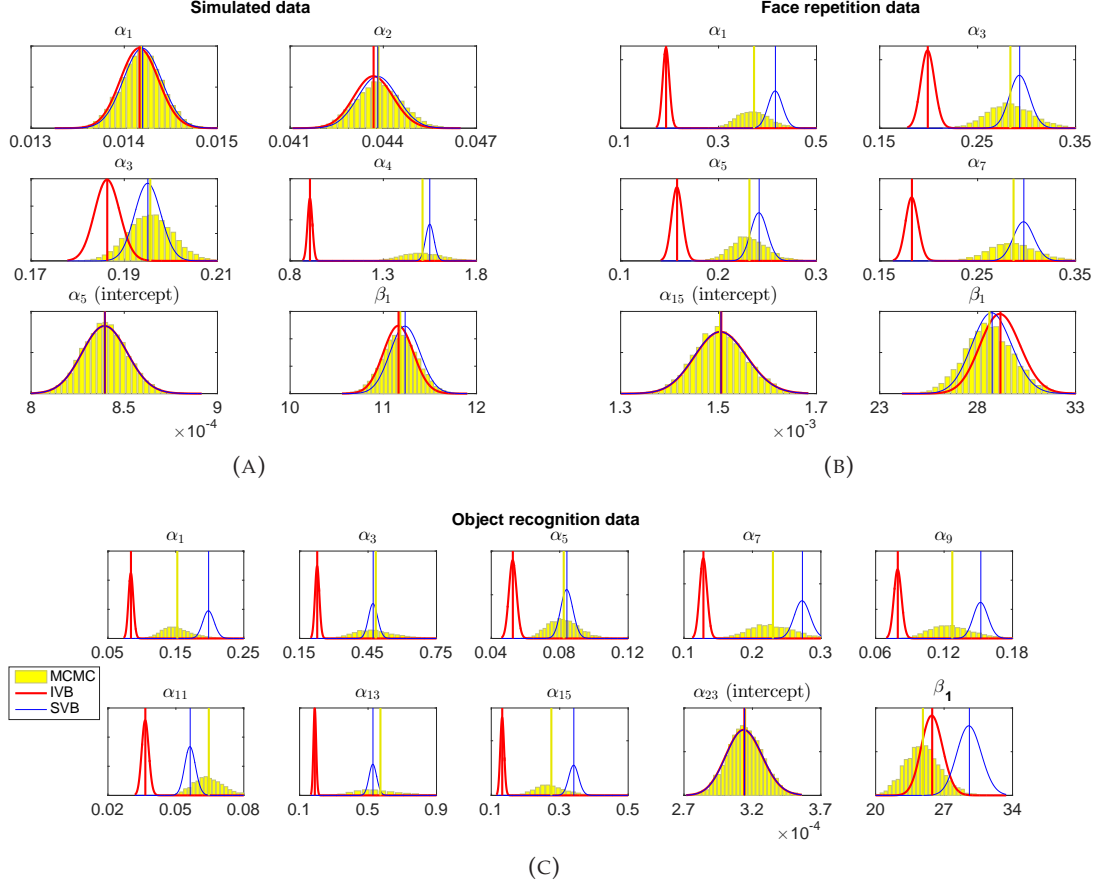 Simulated data
α1
α2
0.013 0.014 0.015
0.041 0.044 0.047
α3
α4
0.17 0.19 0.21
0.8 1.3 1.8
α5 (intercept)
β1
8 8.5 9
×10-4
10 11 12
(A)
Face repetition data
α1
α3
0.1 0.3 0.5
0.15 0.25 0.35
α5
α7
0.1 0.2 0.3
0.15 0.25 0.35
α15 (intercept)
β1
1.3 1.5 1.7
×10-3
23 28 33
(B)
Object recognition data
α1
α3
α5
α7
α9
0.05 0.15 0.25
0.15 0.45 0.75
0.04 0.08 0.12
0.1 0.2 0.3
0.06 0.12 0.18
MCMC
IVB
SVB
α11
α13
α15
α23 (intercept)
β1
0.02 0.05 0.08
0.1 0.5 0.9
0.1 0.3 0.5
2.7 3.2 3.7
×10-4
20 27 34
(C)